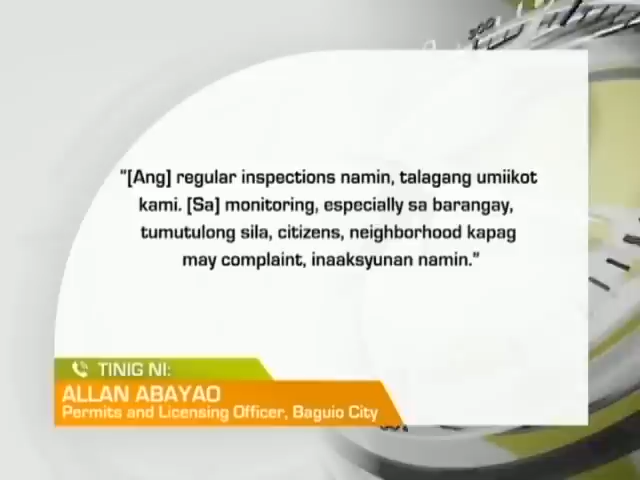 "[Ang] regular inspections namin, talagang umiikot
kami. [Sa] monitoring, especially sa barangay,
tumutulong sila, citizens, neighborhood kapag
may complaint, inaaksyunan namin."
TINIG NI:
ALLAN ABAYAO
Permits and Licensing Officer, Baguio City